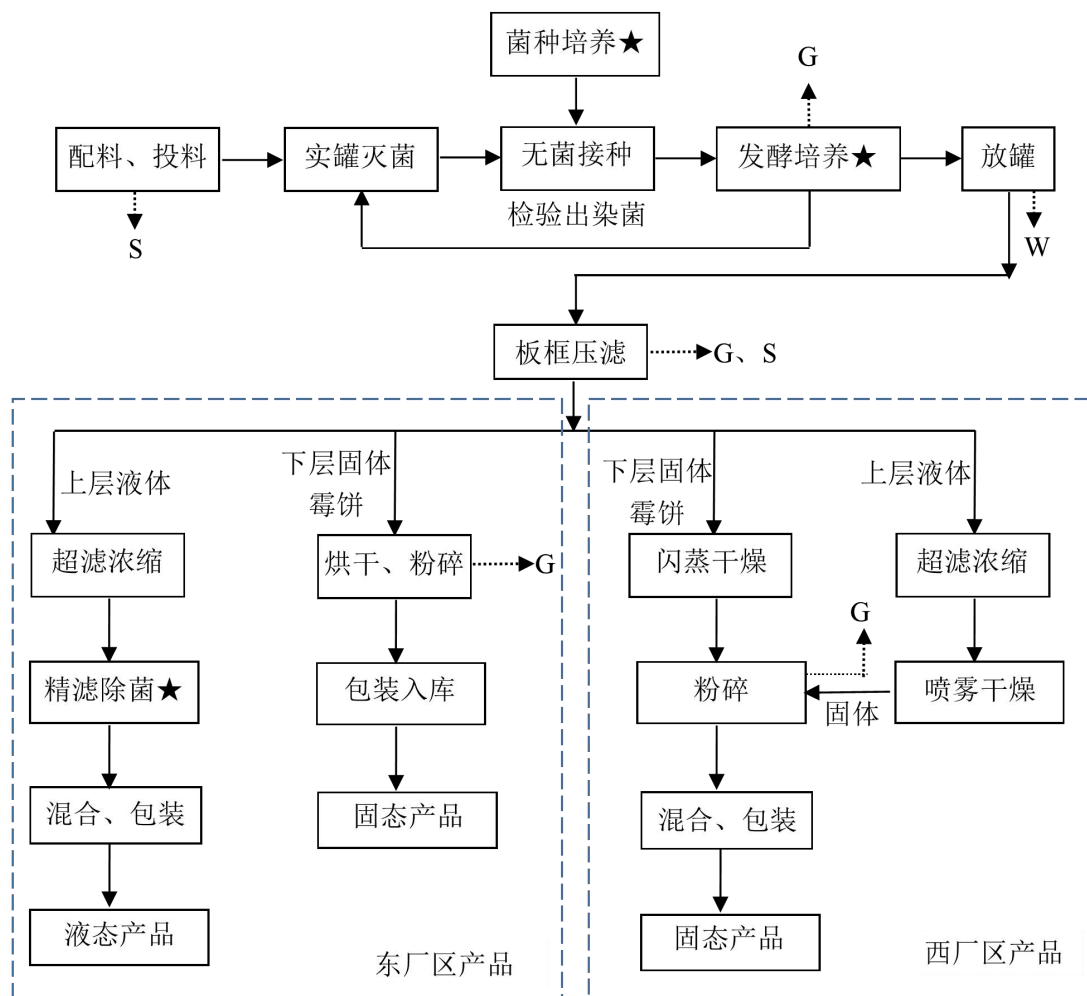 菌种培养★
G
配料、投料
实罐灭菌
无菌接种
发酵培养★
放罐
检验出染菌
S
W
板框压滤
G、S
上层液体
下层固体
霉饼
下层固体
霉饼
上层液体
超滤浓缩
烘干、粉碎
G
闪蒸干燥
超滤浓缩
G
精滤除菌★
包装入库
粉碎
固体
喷雾干燥
混合、包装
固态产品
混合、包装
液态产品
固态产品
东厂区产品
西厂区产品